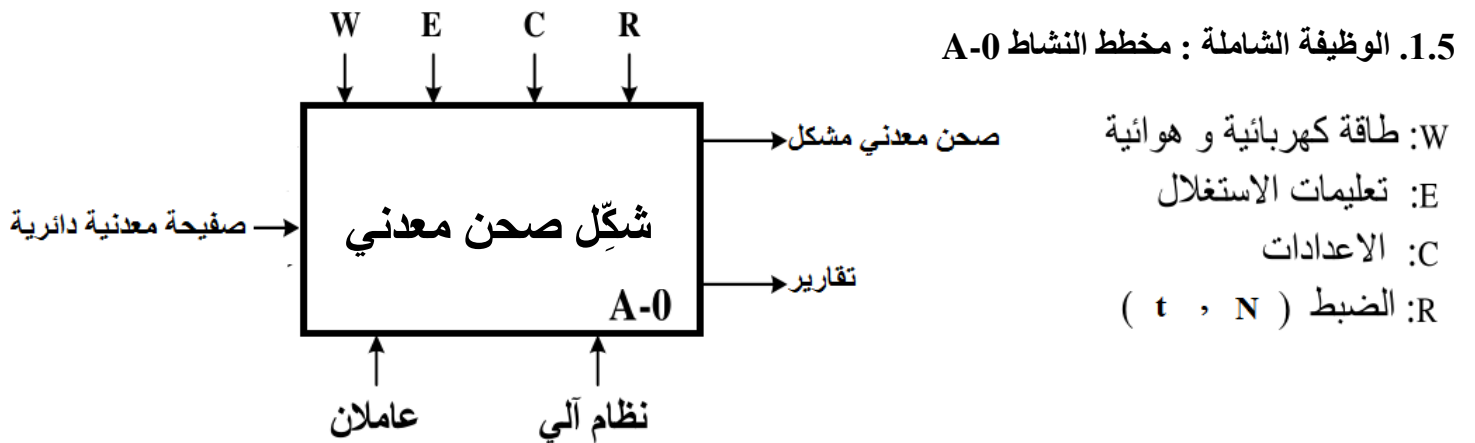 1.5. الوظيفة الشاملة : مخطط النشاط A-0
W E C R
W: طاقة كهربائية و هوائية
E: تعليمات الاستغلال
C: الاعدادات
R: الضبط ( t , N )
صفيحة معدنية دائرية
شكِّل صحن معدني
A-0
صحن معدني مشكل
تقارير
عاملان
نظام آلي